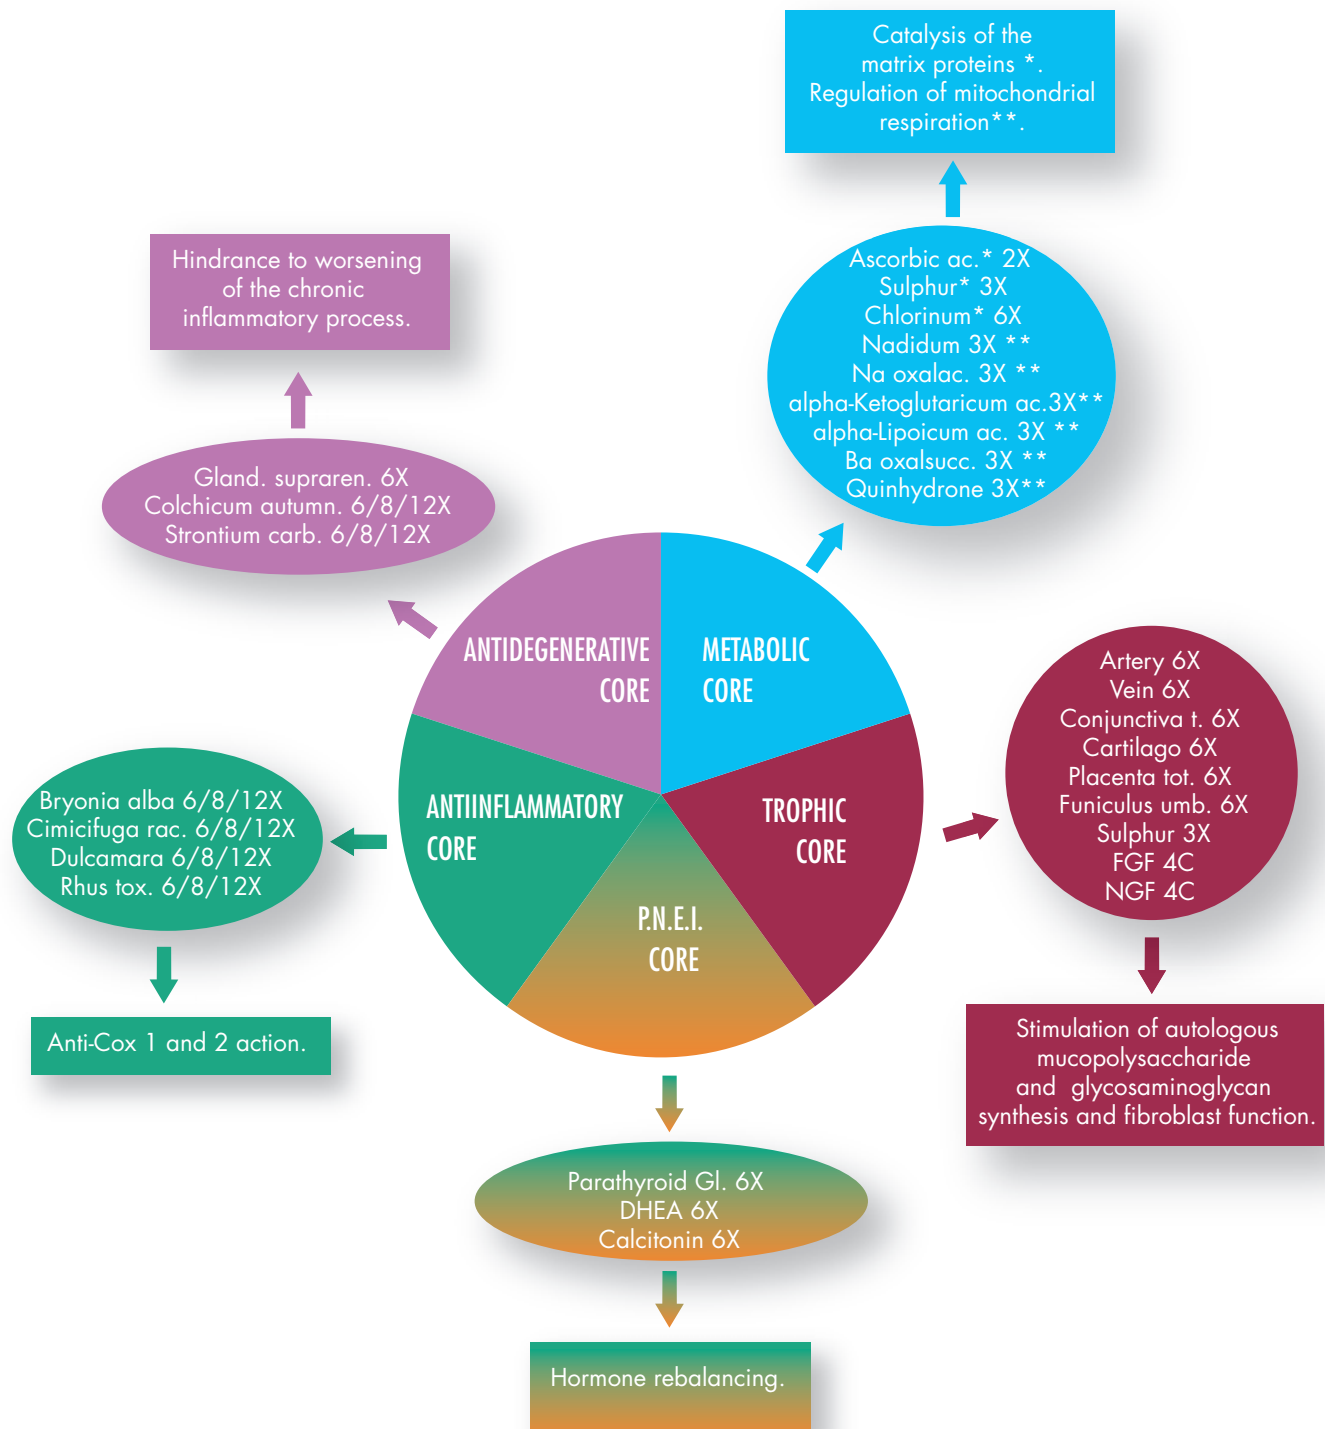 Catalysis of the
matrix proteins *.
Regulation of mitochondrial
respiration**.
Ascorbic ac.* 2X
Sulphur* 3X
Chlorinum* 6X
Nadidum 3X **
Na oxalac. 3X **
alpha-Ketoglutaricum ac.3X**
alpha-Lipoicum ac. 3X **
Ba oxalsucc. 3X **
Quinhydrone 3X**
Hindrance to worsening
of the chronic
inflammatory process.
Gland. supraren. 6X
Colchicum autumn. 6/8/12X
Strontium carb. 6/8/12X
ANTIDEGENERATIVE
CORE
METABOLIC
CORE
ANTIINFLAMMATORY
CORE
TROPHIC
CORE
P.N.E.I.
CORE
Artery 6X
Vein 6X
Conjunctiva t. 6X
Cartilago 6X
Placenta tot. 6X
Funiculus umb. 6X
Sulphur 3X
FGF 4C
NGF 4C
Stimulation of autologous
mucopolysaccharide
and glycosaminoglycan
synthesis and fibroblast function.
Bryonia alba 6/8/12X
Cimicifuga rac. 6/8/12X
Dulcamara 6/8/12X
Rhus tox. 6/8/12X
Anti-Cox 1 and 2 action.
Parathyroid Gl. 6X
DHEA 6X
Calcitonin 6X
Hormone rebalancing.